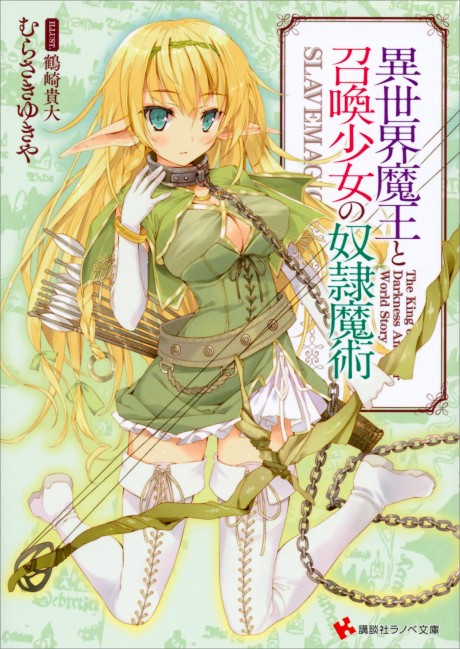 異世界魔王と
召喚少女の奴隷魔術
The King of
Darkness Another
World Story
SLAVEMAGIC
ILLUST.
鶴崎貴大
むらさきゆきや
講談社ラノベ文庫